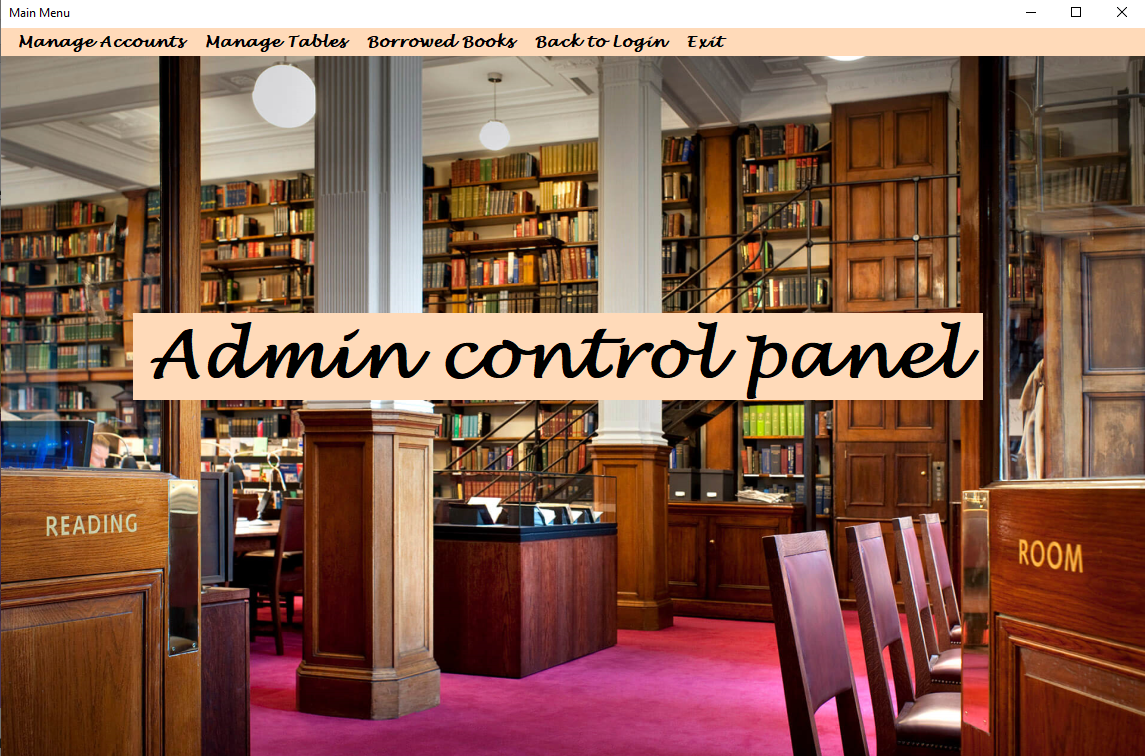 Main Menu
Manage Accounts Manage Tables Borrowed Books Back to Login Exit
Admin control panel
READING
ROOM